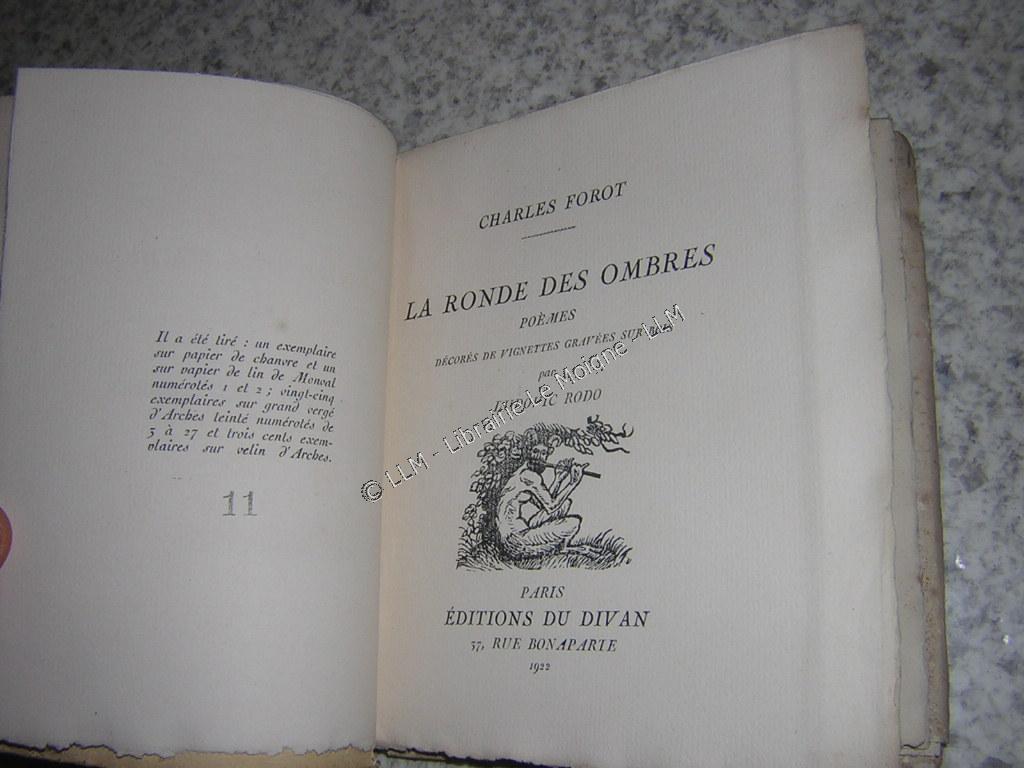 Il a été tiré : un exemplaire
sur papier de chanvre et un
sur papier de lin de Monval
numérotés 1 et 2 ; vingt-cinq
exemplaires sur grand vergé
d'Arches teinté numérotés de
3 à 27 et trois cents exem-
plaires sur velin d'Arches.
11
CHARLES FOROT
LA RONDE DES OMBRES
POÈMES
DÉCORÉS DE VIGNETTES GRAVÉES SUR BOIS
par
LUDOVIC RODO
PARIS
ÉDITIONS DU DIVAN
37, RUE BONAPARTE
1922
© LLM - Librairie Le Moigne - LLM